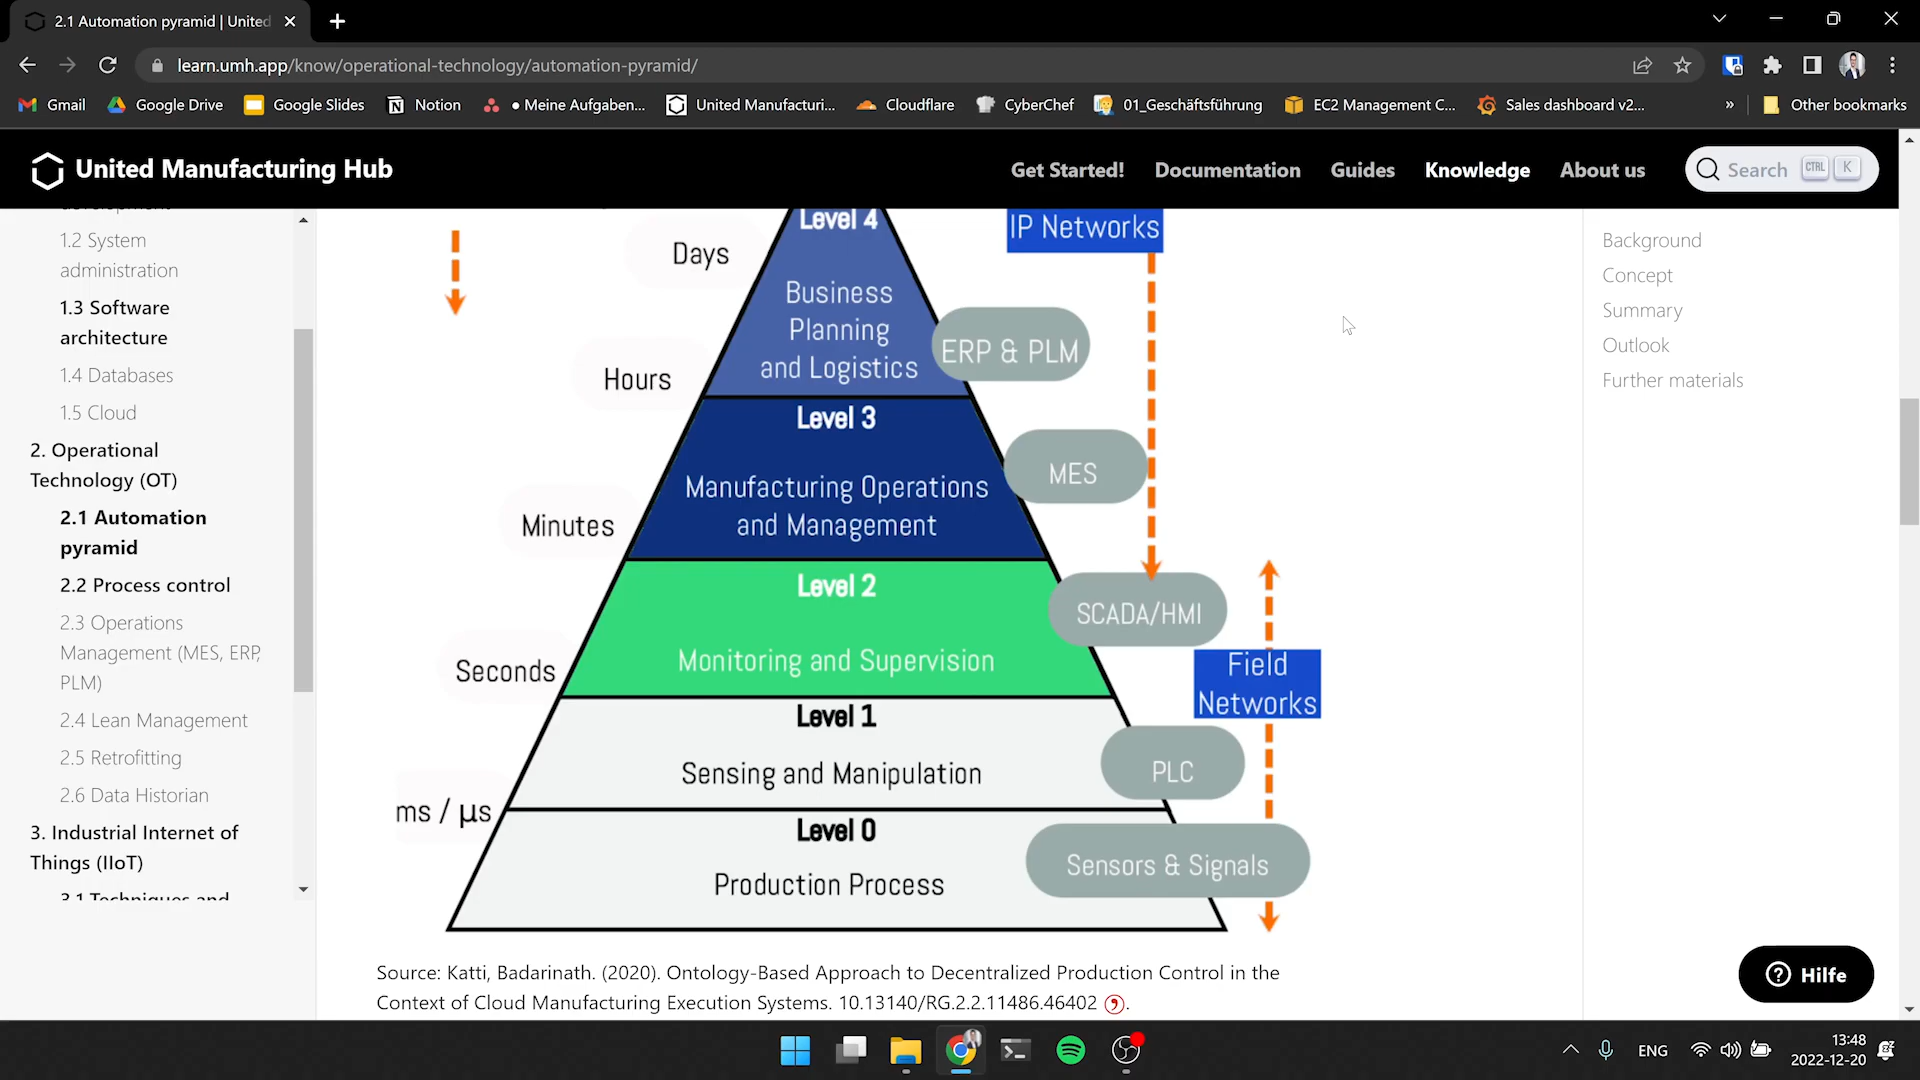 2.1 Automation pyramid | United
learn.umh.app/know/operational-technology/automation-pyramid/
Gmail
Google Drive
Google Slides
Notion
• Meine Aufgaben...
United Manufacturi...
Cloudflare
CyberChef
01_Geschäftsführung
EC2 Management C...
Sales dashboard v2...
»
Other bookmarks
United Manufacturing Hub
Get Started!
Documentation
Guides
Knowledge
About us
Search
CTRL
K
development
1.2 System
administration
1.3 Software
architecture
1.4 Databases
1.5 Cloud
2. Operational
Technology (OT)
2.1 Automation
pyramid
2.2 Process control
2.3 Operations
Management (MES, ERP,
PLM)
2.4 Lean Management
2.5 Retrofitting
2.6 Data Historian
3. Industrial Internet of
Things (IIoT)
3.1 Techniques and
Level 4
IP Networks
Days
Business
Planning
and Logistics
ERP & PLM
Hours
Level 3
Manufacturing Operations
and Management
MES
Minutes
Level 2
Monitoring and Supervision
SCADA/HMI
Seconds
Field
Networks
Level 1
Sensing and Manipulation
PLC
ms / µs
Level 0
Production Process
Sensors & Signals
Source: Katti, Badarinath. (2020). Ontology-Based Approach to Decentralized Production Control in the
Context of Cloud Manufacturing Execution Systems. 10.13140/RG.2.2.11486.46402
Background
Concept
Summary
Outlook
Further materials
Hilfe
ENG
13:48
2022-12-20